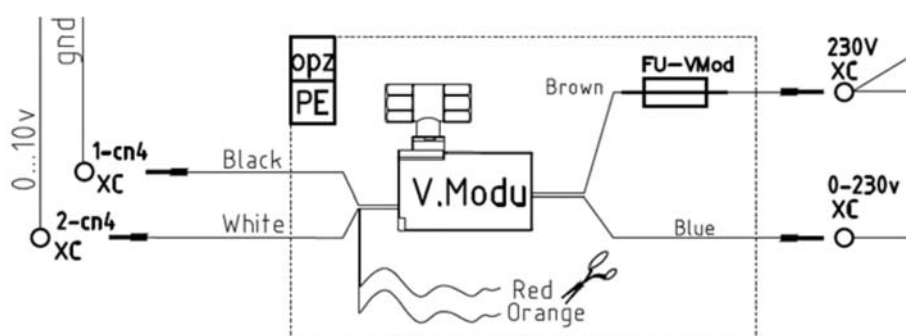 gnd
0...10v
1-cn4
XC
2-cn4
XC
Black
White
opz
PE
V.Modu
Brown
FU-VMod
Blue
Red
Orange
230V
XC
0-230v
XC